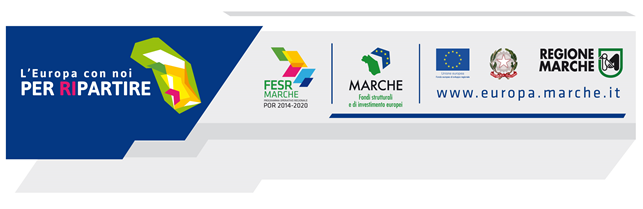 L'Europa con noi
PER RIPARTIRE
FESR
MARCHE
PROGRAMMA OPERATIVO REGIONALE
POR 2014-2020
MARCHE
Fondi strutturali
e di investimento europei
REGIONE
MARCHE
www.europa.marche.it